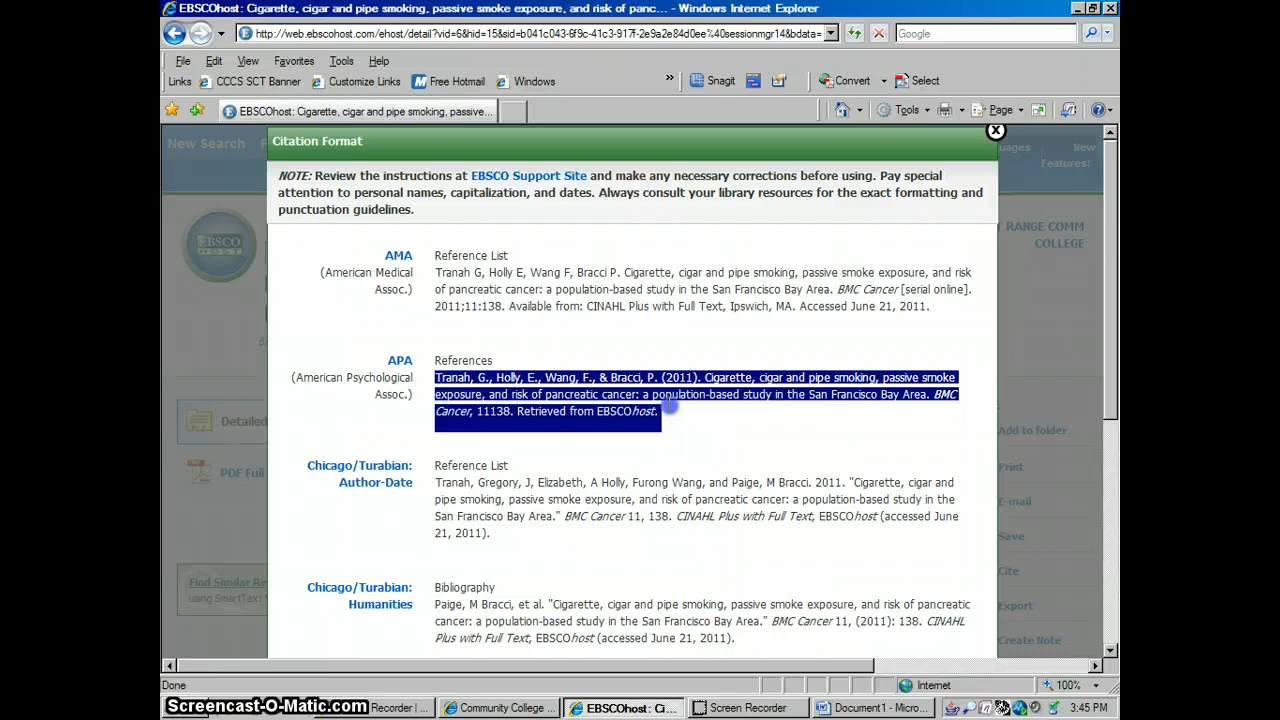 EBSCOhost: Cigarette, cigar and pipe smoking, passive smoke exposure, and risk of panc... - Windows Internet Explorer
http://web.ebscohost.com/ehost/detail?vid=6&hid=15&sid=b041c043-6f9c-41c3-917f-2e9a2e84d0ee%40sessionmgr14&bdata=
Google
File Edit View Favorites Tools Help
Links CCCS SCT Banner Customize Links Free Hotmail Windows » Snagit Convert Select
EBSCOhost: Cigarette, cigar and pipe smoking, passive... Tools Page
New Search
Citation Format
X
uages New
Features!
NOTE: Review the instructions at EBSCO Support Site and make any necessary corrections before using. Pay special
attention to personal names, capitalization, and dates. Always consult your library resources for the exact formatting and
punctuation guidelines.
EBSCO
HOST
RANGE COMM
COLLEGE
AMA
(American Medical
Assoc.)
Reference List
Tranah G, Holly E, Wang F, Bracci P. Cigarette, cigar and pipe smoking, passive smoke exposure, and risk
of pancreatic cancer: a population-based study in the San Francisco Bay Area. BMC Cancer [serial online].
2011;11:138. Available from: CINAHL Plus with Full Text, Ipswich, MA. Accessed June 21, 2011.
APA
(American Psychological
Assoc.)
References
Tranah, G., Holly, E., Wang, F., & Bracci, P. (2011). Cigarette, cigar and pipe smoking, passive smoke
exposure, and risk of pancreatic cancer: a population-based study in the San Francisco Bay Area. BMC
Cancer, 11138. Retrieved from EBSCOhost.
Detailed
Add to folder
PDF Full
Print
E-mail
Save
Cite
Export
Create Note
Chicago/Turabian:
Author-Date
Reference List
Tranah, Gregory, J, Elizabeth, A Holly, Furong Wang, and Paige, M Bracci. 2011. "Cigarette, cigar and
pipe smoking, passive smoke exposure, and risk of pancreatic cancer: a population-based study in the
San Francisco Bay Area." BMC Cancer 11, 138. CINAHL Plus with Full Text, EBSCOhost (accessed June
21, 2011).
Find Similar Re
using SmartText
Chicago/Turabian:
Humanities
Bibliography
Paige, M Bracci, et al. "Cigarette, cigar and pipe smoking, passive smoke exposure, and risk of pancreatic
cancer: a population-based study in the San Francisco Bay Area." BMC Cancer 11, (2011): 138. CINAHL
Plus with Full Text, EBSCOhost (accessed June 21, 2011).
Done Internet 100%
Screencast-O-Matic.com Recorder |... Community College ... EBSCOhost: Ci... Screen Recorder Document1 - Micro... 3:45 PM